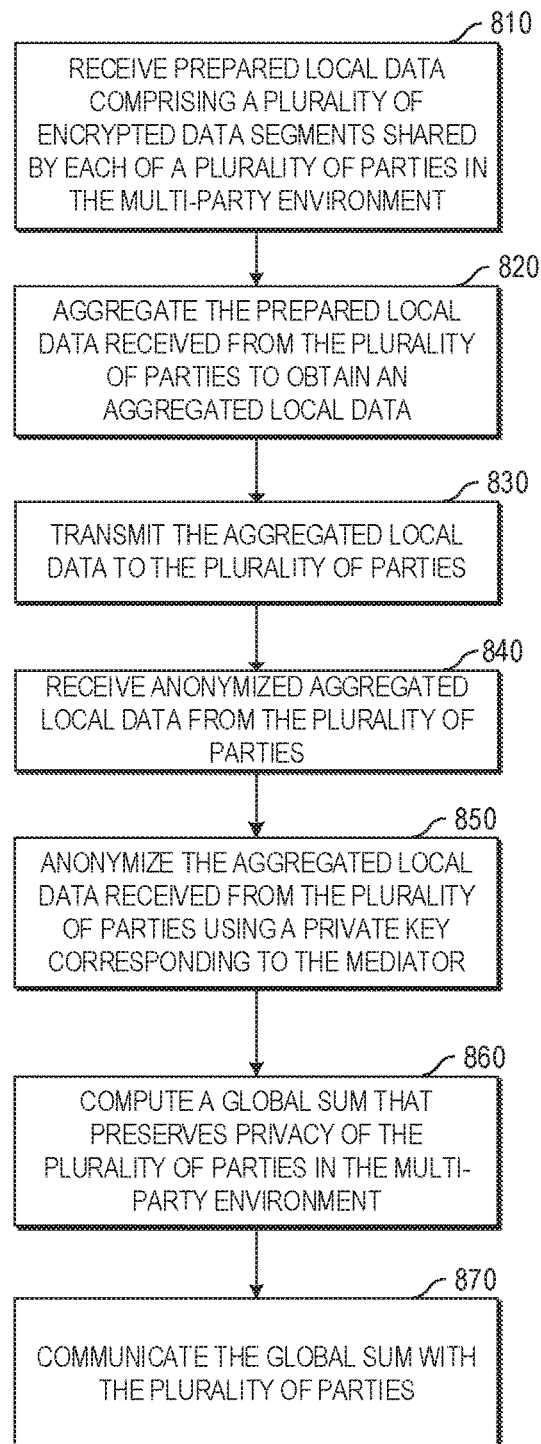 810
RECEIVE PREPARED LOCAL DATA
COMPRISING A PLURALITY OF
ENCRYPTED DATA SEGMENTS SHARED
BY EACH OF A PLURALITY OF PARTIES IN
THE MULTI-PARTY ENVIRONMENT
820
AGGREGATE THE PREPARED LOCAL
DATA RECEIVED FROM THE PLURALITY
OF PARTIES TO OBTAIN AN
AGGREGATED LOCAL DATA
830
TRANSMIT THE AGGREGATED LOCAL
DATA TO THE PLURALITY OF PARTIES
840
RECEIVE ANONYMIZED AGGREGATED
LOCAL DATA FROM THE PLURALITY OF
PARTIES
850
ANONYMIZE THE AGGREGATED LOCAL
DATA RECEIVED FROM THE PLURALITY
OF PARTIES USING A PRIVATE KEY
CORRESPONDING TO THE MEDIATOR
860
COMPUTE A GLOBAL SUM THAT
PRESERVES PRIVACY OF THE
PLURALITY OF PARTIES IN THE MULTI-
PARTY ENVIRONMENT
870
COMMUNICATE THE GLOBAL SUM WITH
THE PLURALITY OF PARTIES